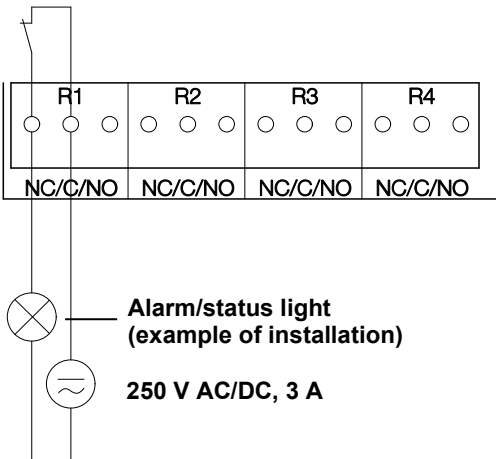 R1 R2 R3 R4
NC/C/NO NC/C/NO NC/C/NO NC/C/NO
Alarm/status light
(example of installation)
250 V AC/DC, 3 A